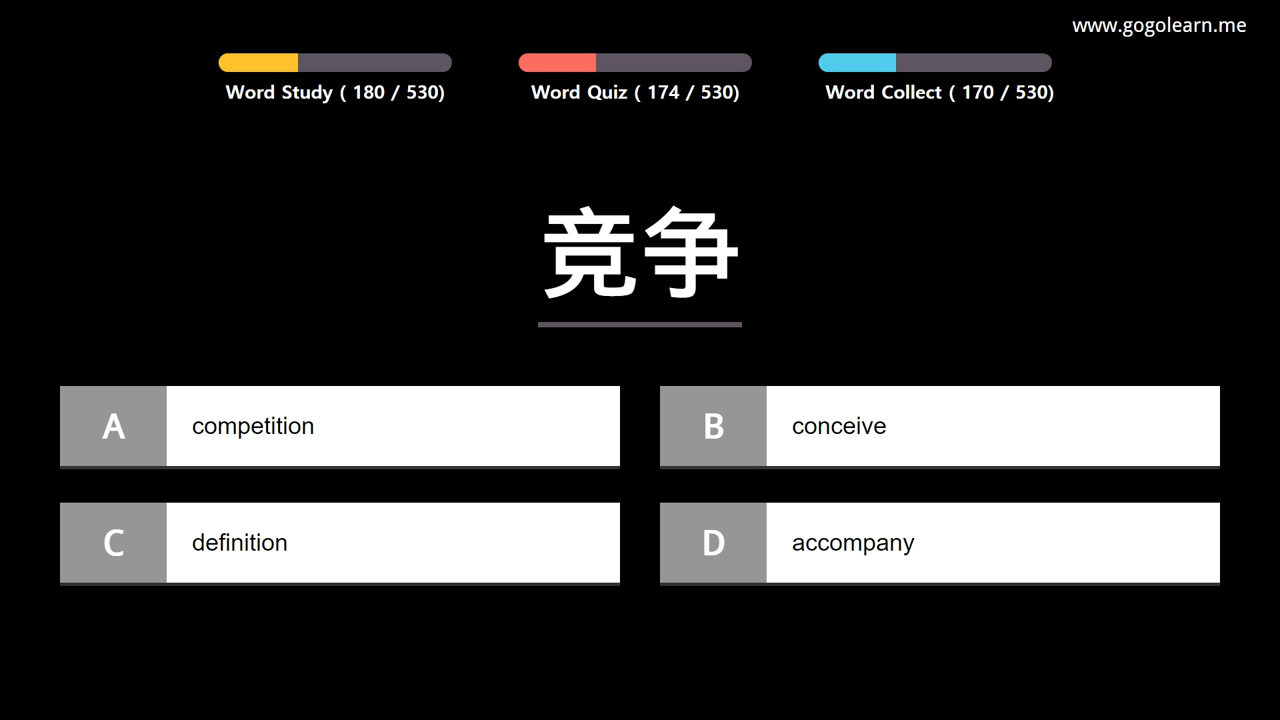 www.gogolearn.me
Word Study ( 180 / 530)
Word Quiz ( 174 / 530)
Word Collect ( 170 / 530)
竞争
A competition
B conceive
C definition
D accompany